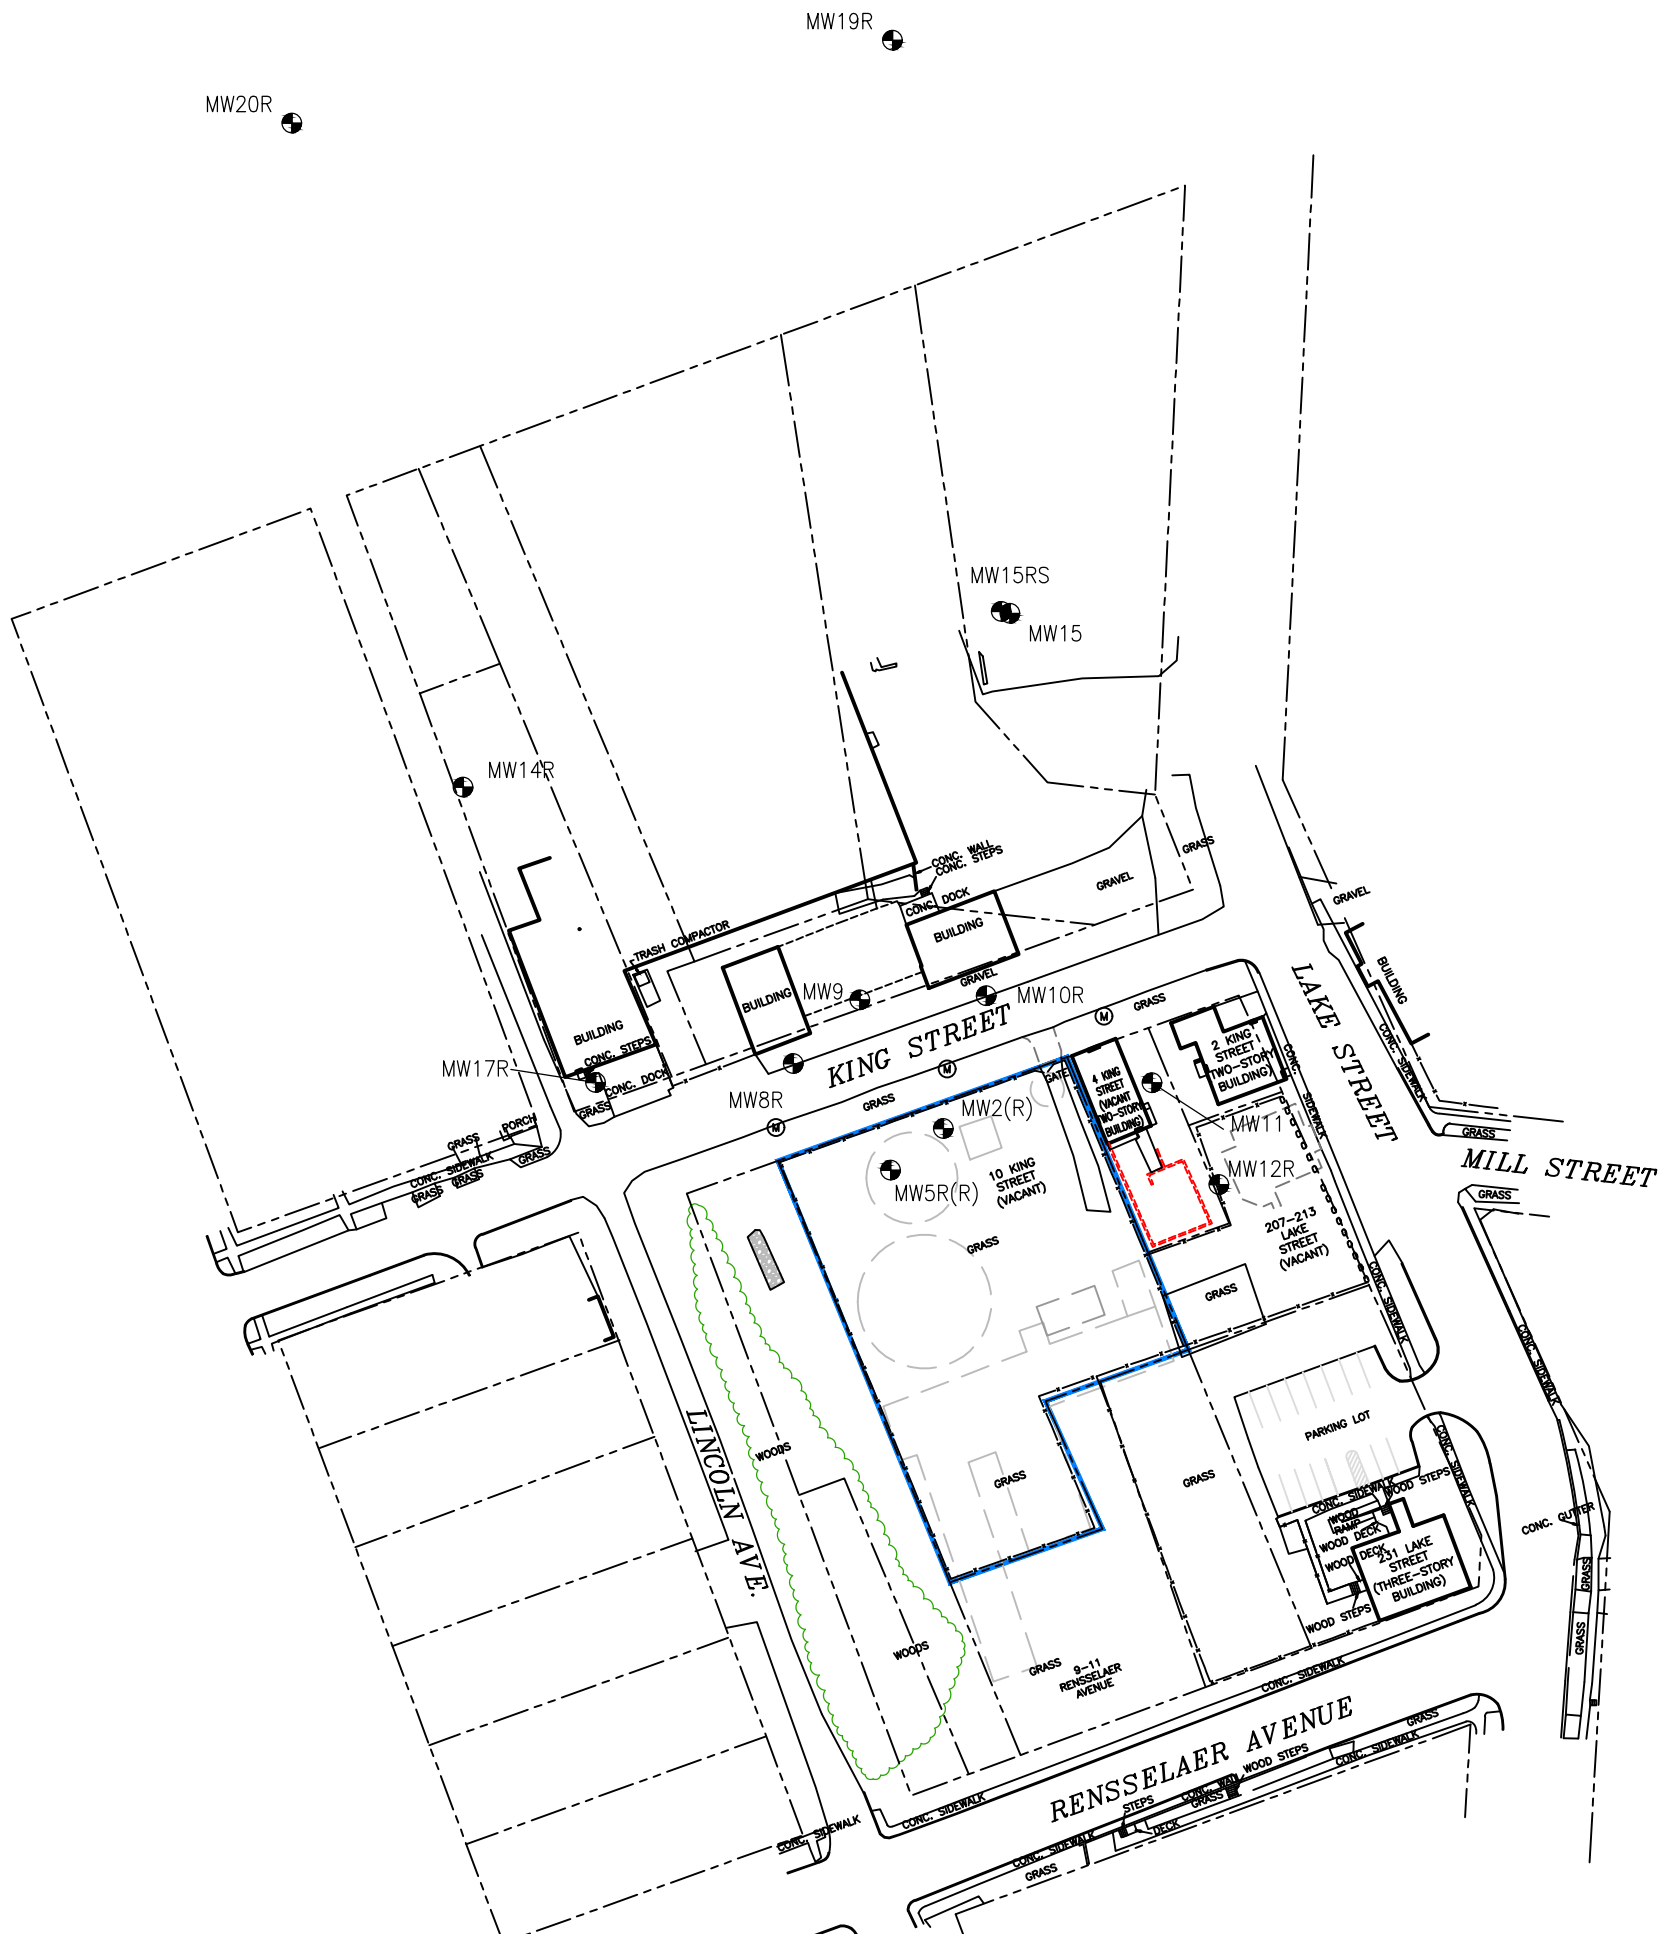 MW19R
MW20R
MW15RS
MW15
MW14R
CONC. WALL
CONC. STEPS
GRASS
GRAVEL
GRAVEL
CONC. DOCK
BUILDING
TRASH COMPACTOR
BUILDING
GRAVEL
BUILDING
MW9
MW10R
BUILDING
CONC. STEPS
CONC. DOCK
GRASS
MW17R
MW8R
KING STREET
GRASS
M
M
M
GRASS
LAKE STREET
CONC. SIDEWALK
2 KING
STREET
(TWO-STORY
BUILDING)
CONC.
SIDEWALK
GATE
4 KING
STREET
(VACANT
TWO-STORY
BUILDING)
MW2(R)
MW11
MW12R
MW5R(R)
10 KING
STREET
(VACANT)
GRASS
PORCH
GRASS
CONC. SIDEWALK
GRASS
GRASS
GRASS
GRASS
MILL STREET
GRASS
207-213
LAKE
STREET
(VACANT)
GRASS
CONC. SIDEWALK
CONC. SIDEWALK
PARKING LOT
LINCOLN AVE.
WOODS
GRASS
GRASS
CONC. SIDEWALK
CONC. SIDEWALK
WOOD STEPS
WOOD
RAMP
WOOD DECK
WOOD DECK
231 LAKE
STREET
(THREE-STORY
BUILDING)
WOOD STEPS
CONC. GUTTER
GRASS
GRASS
WOODS
GRASS
9-11
RENSSELAER
AVENUE
CONC. SIDEWALK
RENSSELAER AVENUE
GRASS
CONC. SIDEWALK
WOOD STEPS
CONC. WALL
GRASS
STEPS
DECK
CONC. SIDEWALK
CONC. SIDEWALK
CONC. SIDEWALK
GRASS